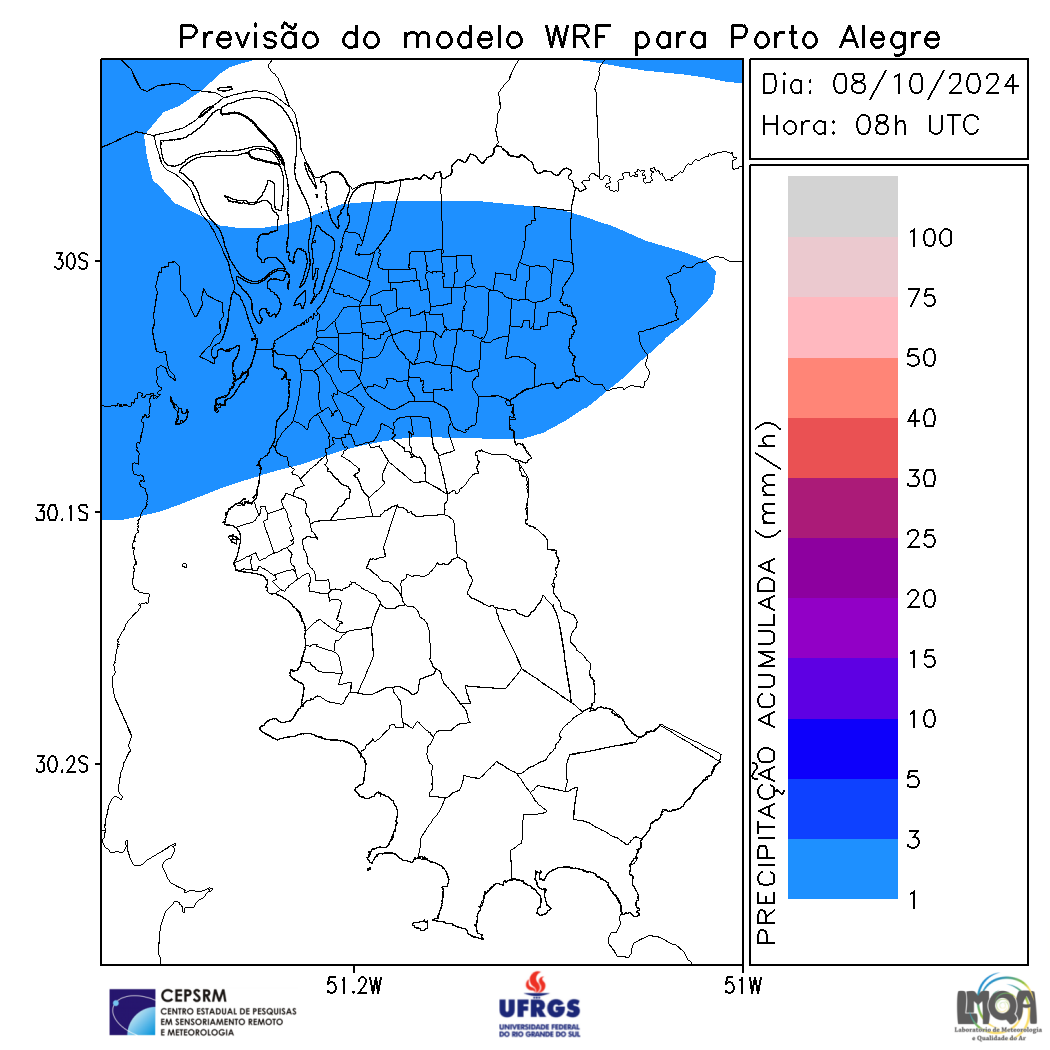 Previsão do modelo WRF para Porto Alegre
Dia: 08/10/2024
Hora: 08h UTC
30S
30.1S
30.2S
51.2W
51W
PRECIPITAÇÃO ACUMULADA (mm/h)
100
75
50
40
30
25
20
15
10
5
3
1
CEPSRM
CENTRO ESTADUAL DE PESQUISAS
EM SENSORIAMENTO REMOTO
E METEOROLOGIA
UFRGS
UNIVERSIDADE FEDERAL
DO RIO GRANDE DO SUL
LMQA
Laboratório de Meteorologia
e Qualidade do Ar